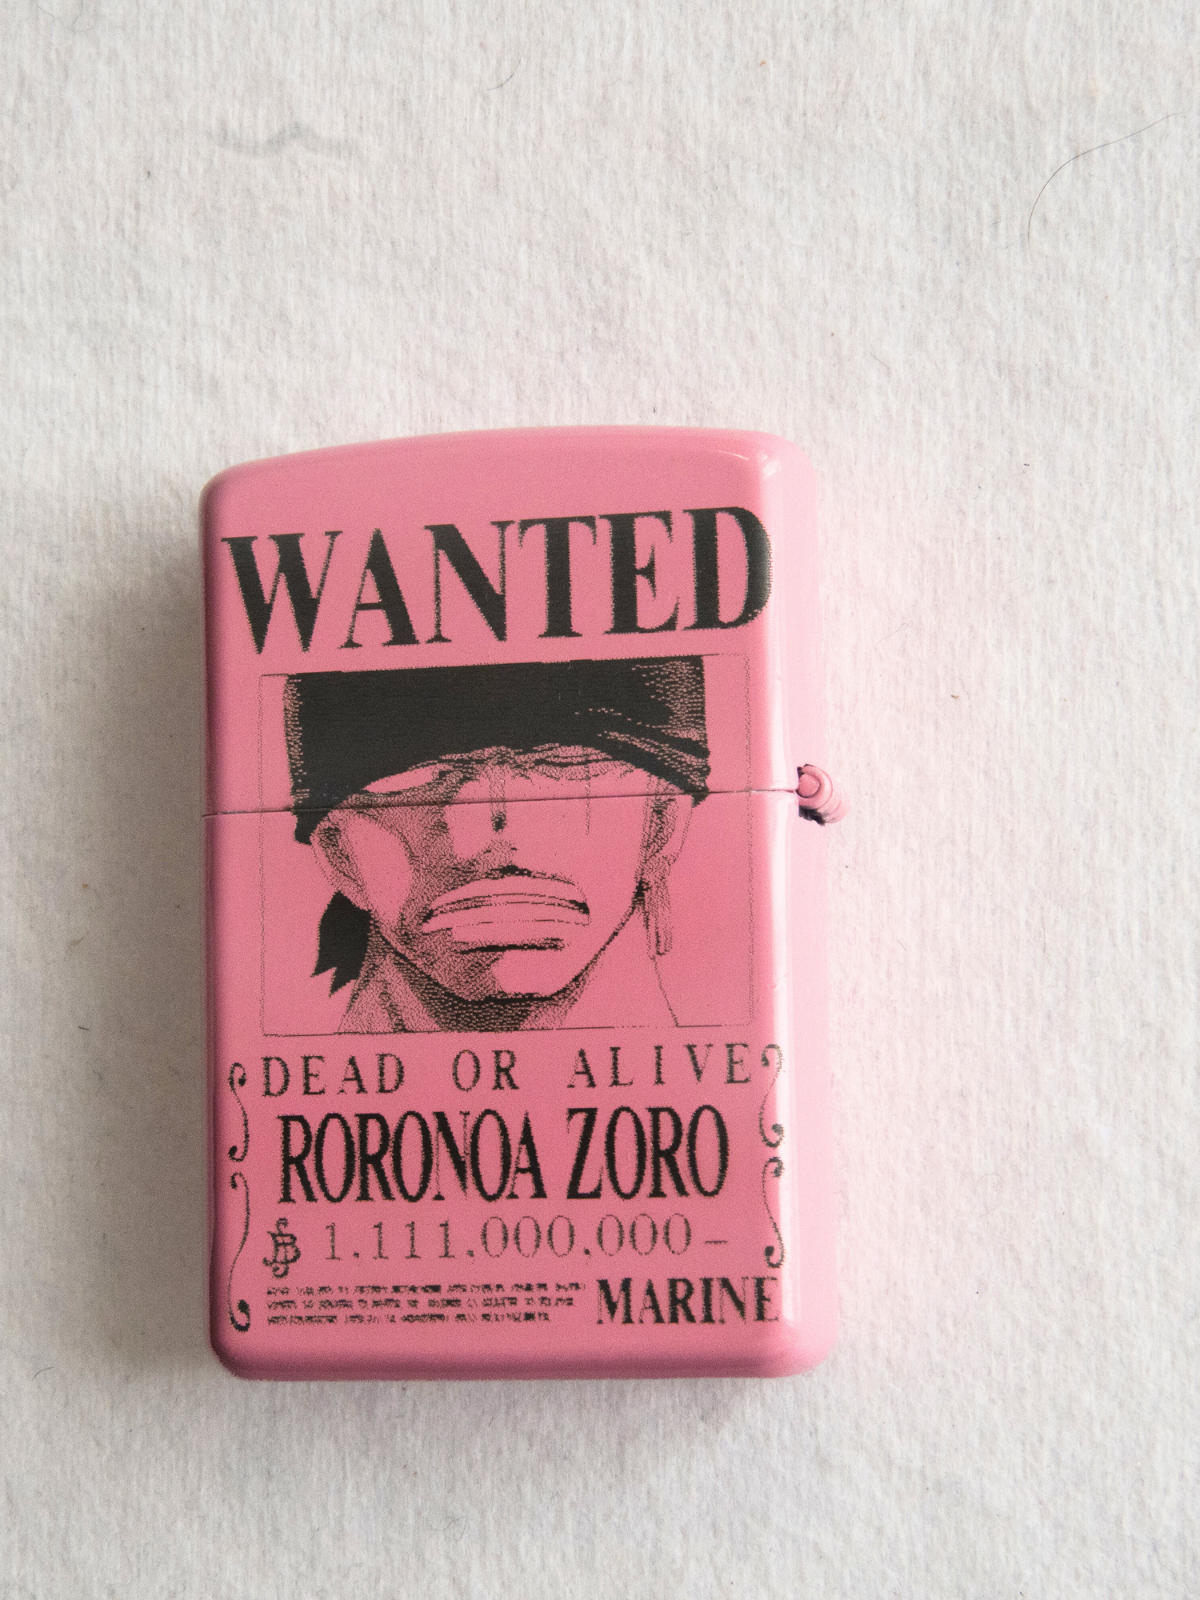 WANTED
DEAD OR ALIVE
RORONOA ZORO
฿ 1.111.000.000–
MARINE